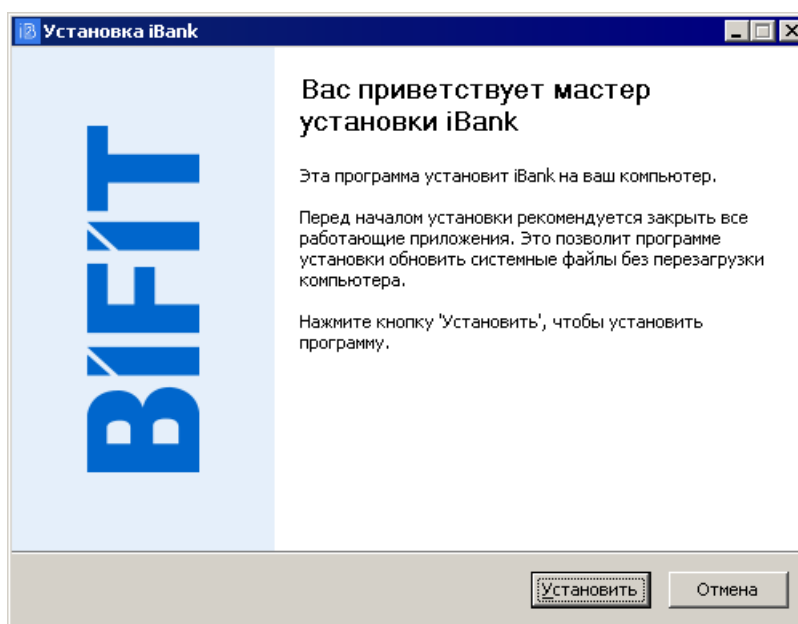 Установка iBank
BIFIT
Вас приветствует мастер
установки iBank
Эта программа установит iBank на ваш компьютер.
Перед началом установки рекомендуется закрыть все
работающие приложения. Это позволит программе
установки обновить системные файлы без перезагрузки
компьютера.
Нажмите кнопку 'Установить', чтобы установить
программу.
Установить
Отмена